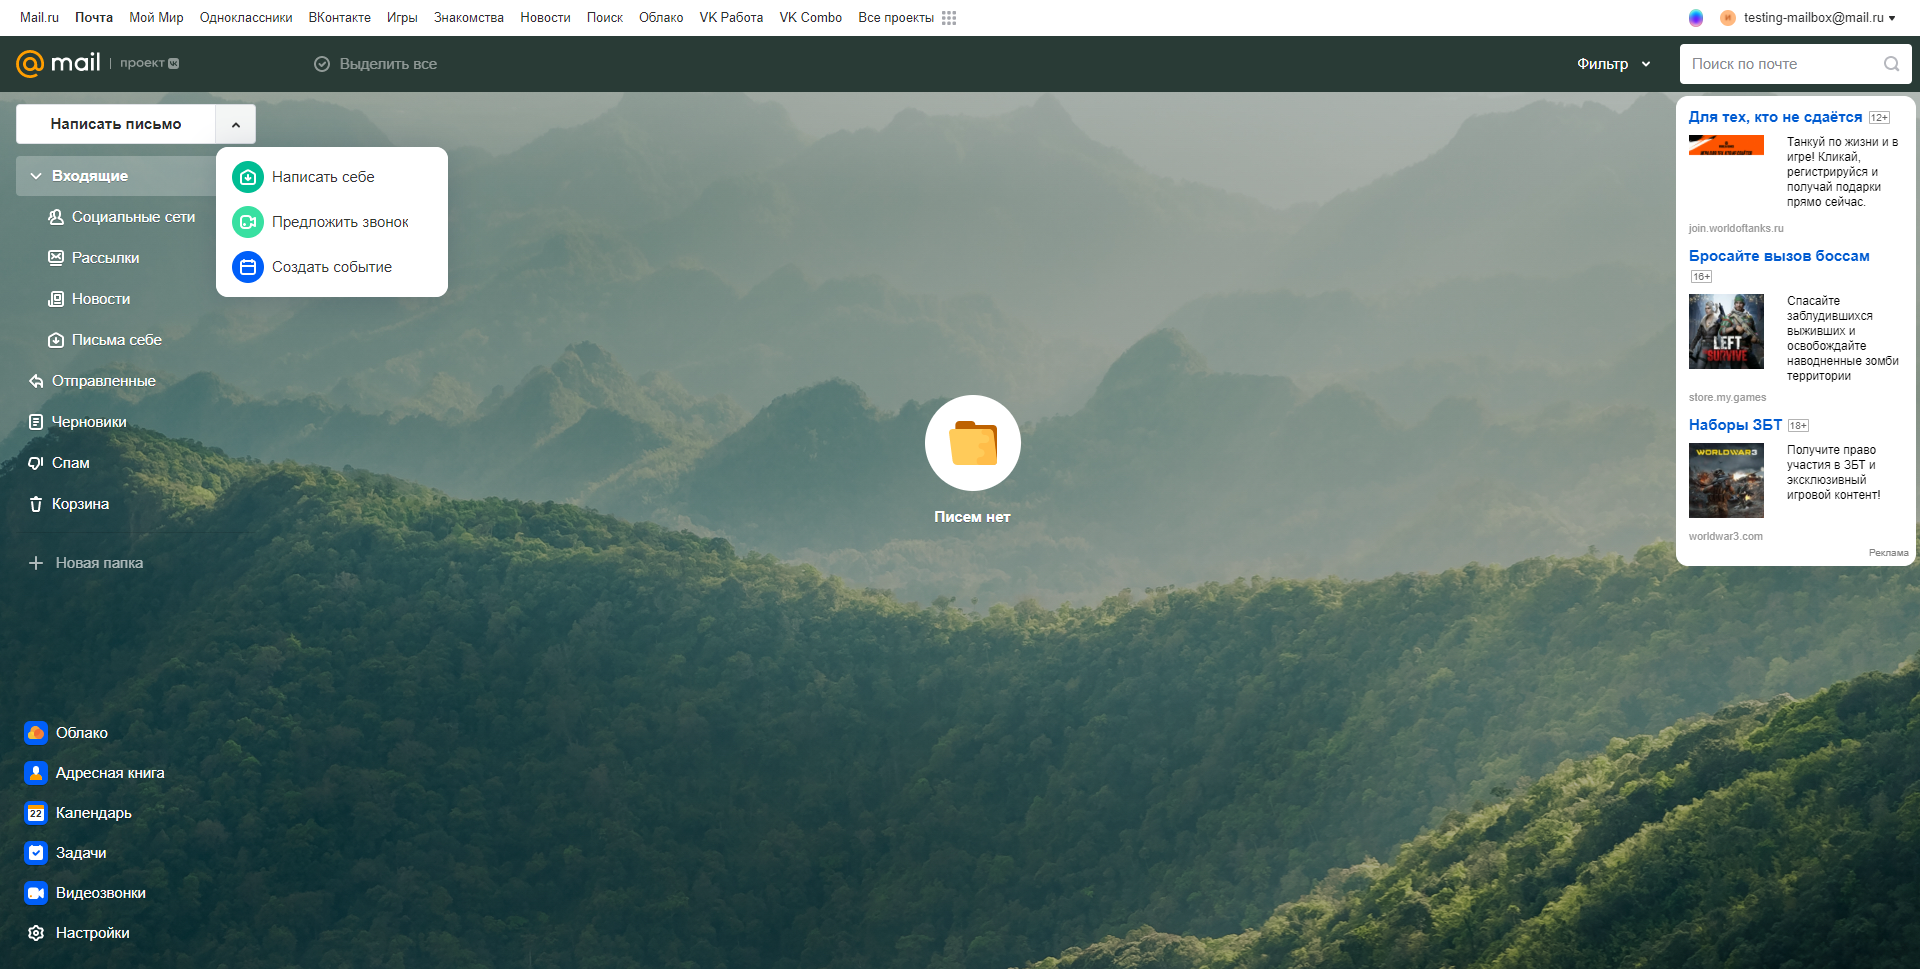 Mail.ru Почта Мой Мир Одноклассники ВКонтакте Игры Знакомства Новости Поиск Облако VK Работа VK Combo Все проекты
testing-mailbox@mail.ru
mail проект
Выделить все
Фильтр
Поиск по почте
Написать письмо
Написать себе
Предложить звонок
Создать событие
Входящие
Социальные сети
Рассылки
Новости
Письма себе
Отправленные
Черновики
Спам
Корзина
Новая папка
Облако
Адресная книга
22
Календарь
Задачи
Видеозвонки
Настройки
Писем нет
Для тех, кто не сдаётся 12+
Танкуй по жизни и в
игре! Кликай,
регистрируйся и
получай подарки
прямо сейчас.
join.worldoftanks.ru
Бросайте вызов боссам
16+
LEFT
SURVIVE
Спасайте
заблудившихся
выживших и
освобождайте
наводненные зомби
территории
store.my.games
Наборы ЗБТ 18+
WORLDWAR3
Получите право
участия в ЗБТ и
эксклюзивный
игровой контент!
worldwar3.com
Реклама